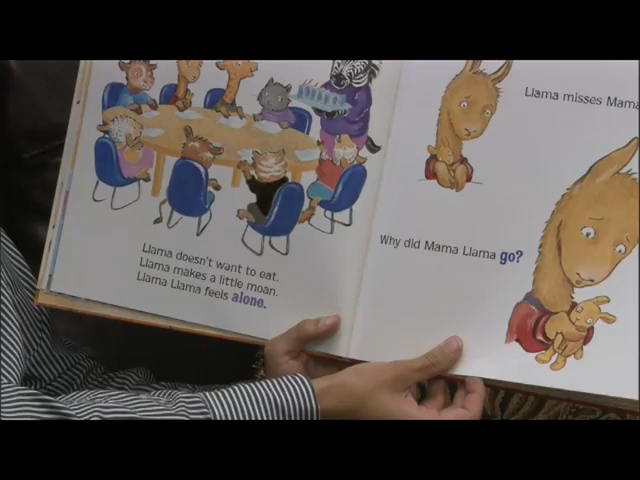 Llama doesn't want to eat.
Llama makes a little moan.
Llama Llama feels alone.
Llama misses Mama
Why did Mama Llama go?